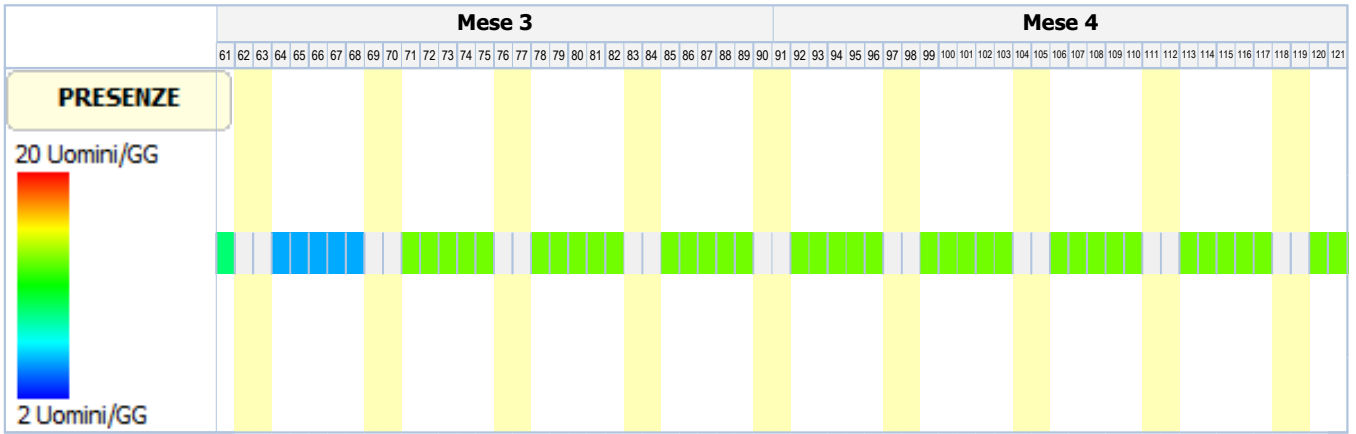 Mese 3 Mese 4
61 62 63 64 65 66 67 68 69 70 71 72 73 74 75 76 77 78 79 80 81 82 83 84 85 86 87 88 89 90 91 92 93 94 95 96 97 98 99 100 101 102 103 104 105 106 107 108 109 110 111 112 113 114 115 116 117 118 119 120 121
PRESENZE
20 Uomini/GG
2 Uomini/GG